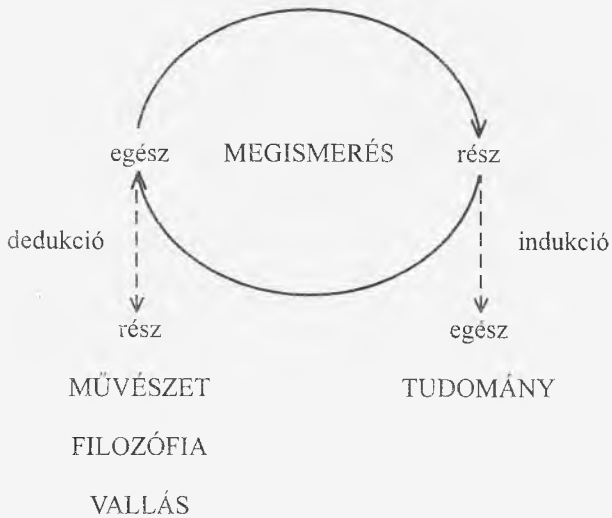 egész MEGISMERÉS rész
dedukció indukció
rész egész
MŰVÉSZET TUDOMÁNY
FILOZÓFIA
VALLÁS